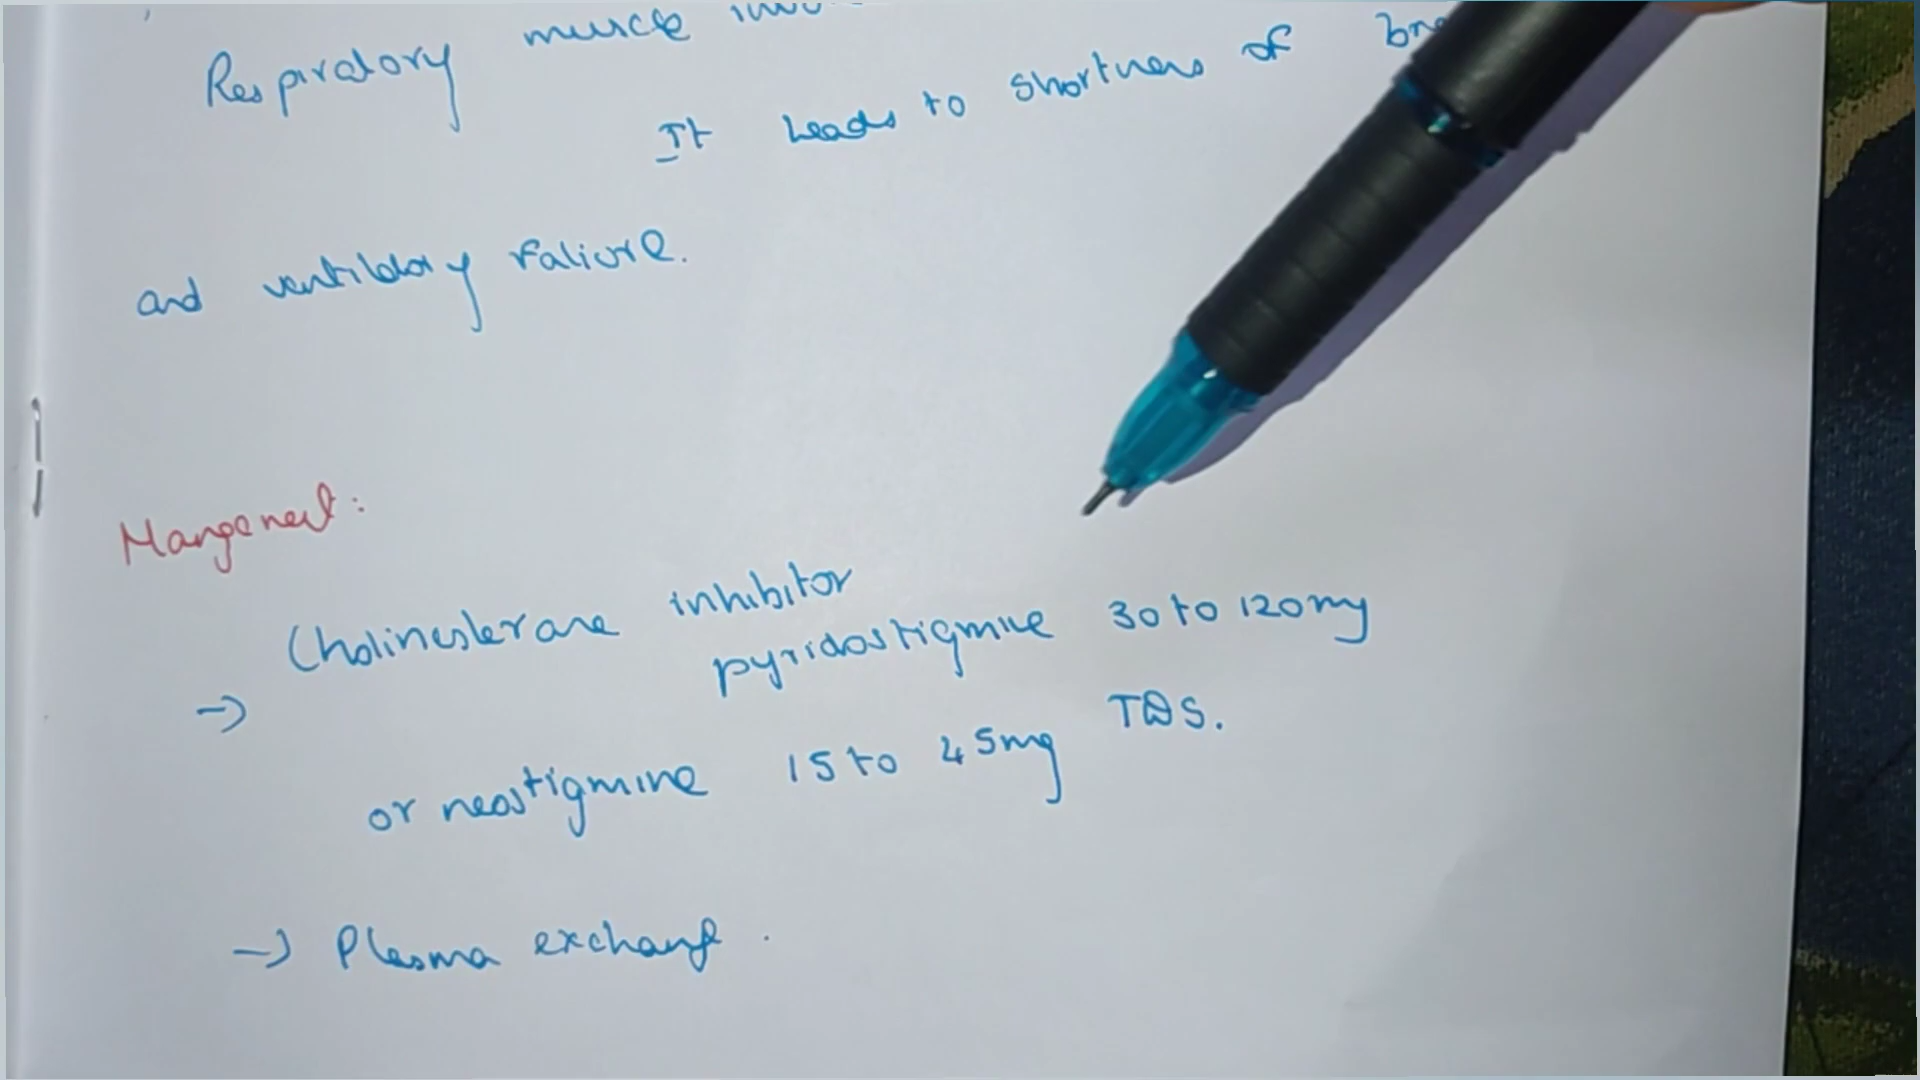 Respiratory muscle
It leads to shortness of
and ventilatory faliure.
Mangement:
Cholinesterase inhibitor
→ pyridostigmine 30 to 120mg
or neostigmine 15 to 45mg TDS.
→ Plasma exchange.